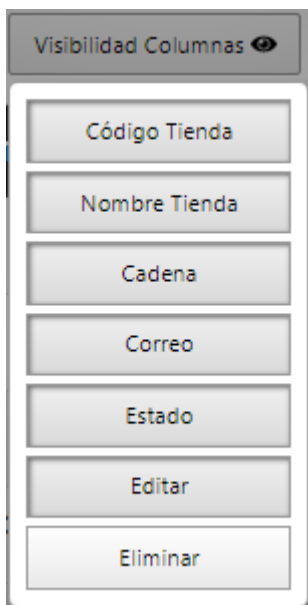 Visibilidad Columnas
Código Tienda
Nombre Tienda
Cadena
Correo
Estado
Editar
Eliminar